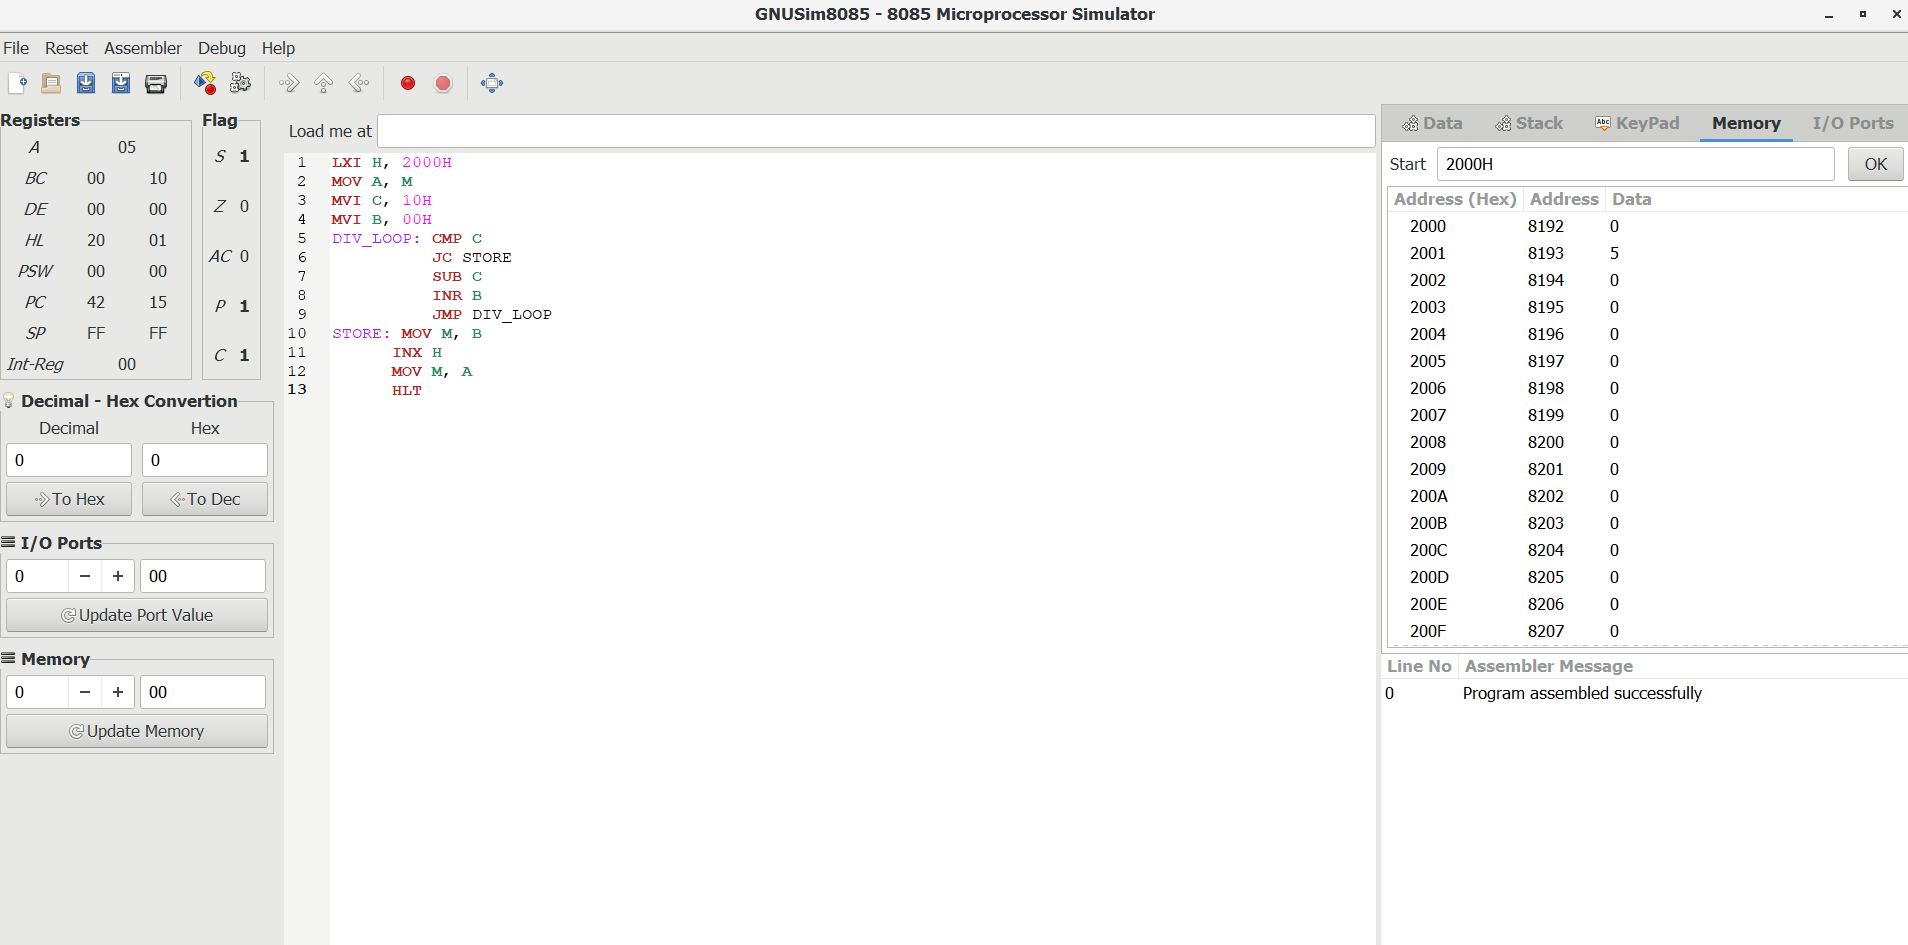 GNUSim8085 - 8085 Microprocessor Simulator
File Reset Assembler Debug Help
Registers
A 05
BC 00 10
DE 00 00
HL 20 01
PSW 00 00
PC 42 15
SP FF FF
Int-Reg 00
Flag
S 1
Z 0
AC 0
P 1
C 1
Decimal - Hex Convertion
Decimal Hex
0 0
To Hex To Dec
I/O Ports
0 − + 00
Update Port Value
Memory
0 − + 00
Update Memory
Load me at
1 LXI H, 2000H
2 MOV A, M
3 MVI C, 10H
4 MVI B, 00H
5 DIV_LOOP: CMP C
6 JC STORE
7 SUB C
8 INR B
9 JMP DIV_LOOP
10 STORE: MOV M, B
11 INX H
12 MOV M, A
13 HLT
Data Stack Abc KeyPad Memory I/O Ports
Start 2000H OK
Address (Hex) Address Data
2000 8192 0
2001 8193 5
2002 8194 0
2003 8195 0
2004 8196 0
2005 8197 0
2006 8198 0
2007 8199 0
2008 8200 0
2009 8201 0
200A 8202 0
200B 8203 0
200C 8204 0
200D 8205 0
200E 8206 0
200F 8207 0
Line No Assembler Message
0 Program assembled successfully